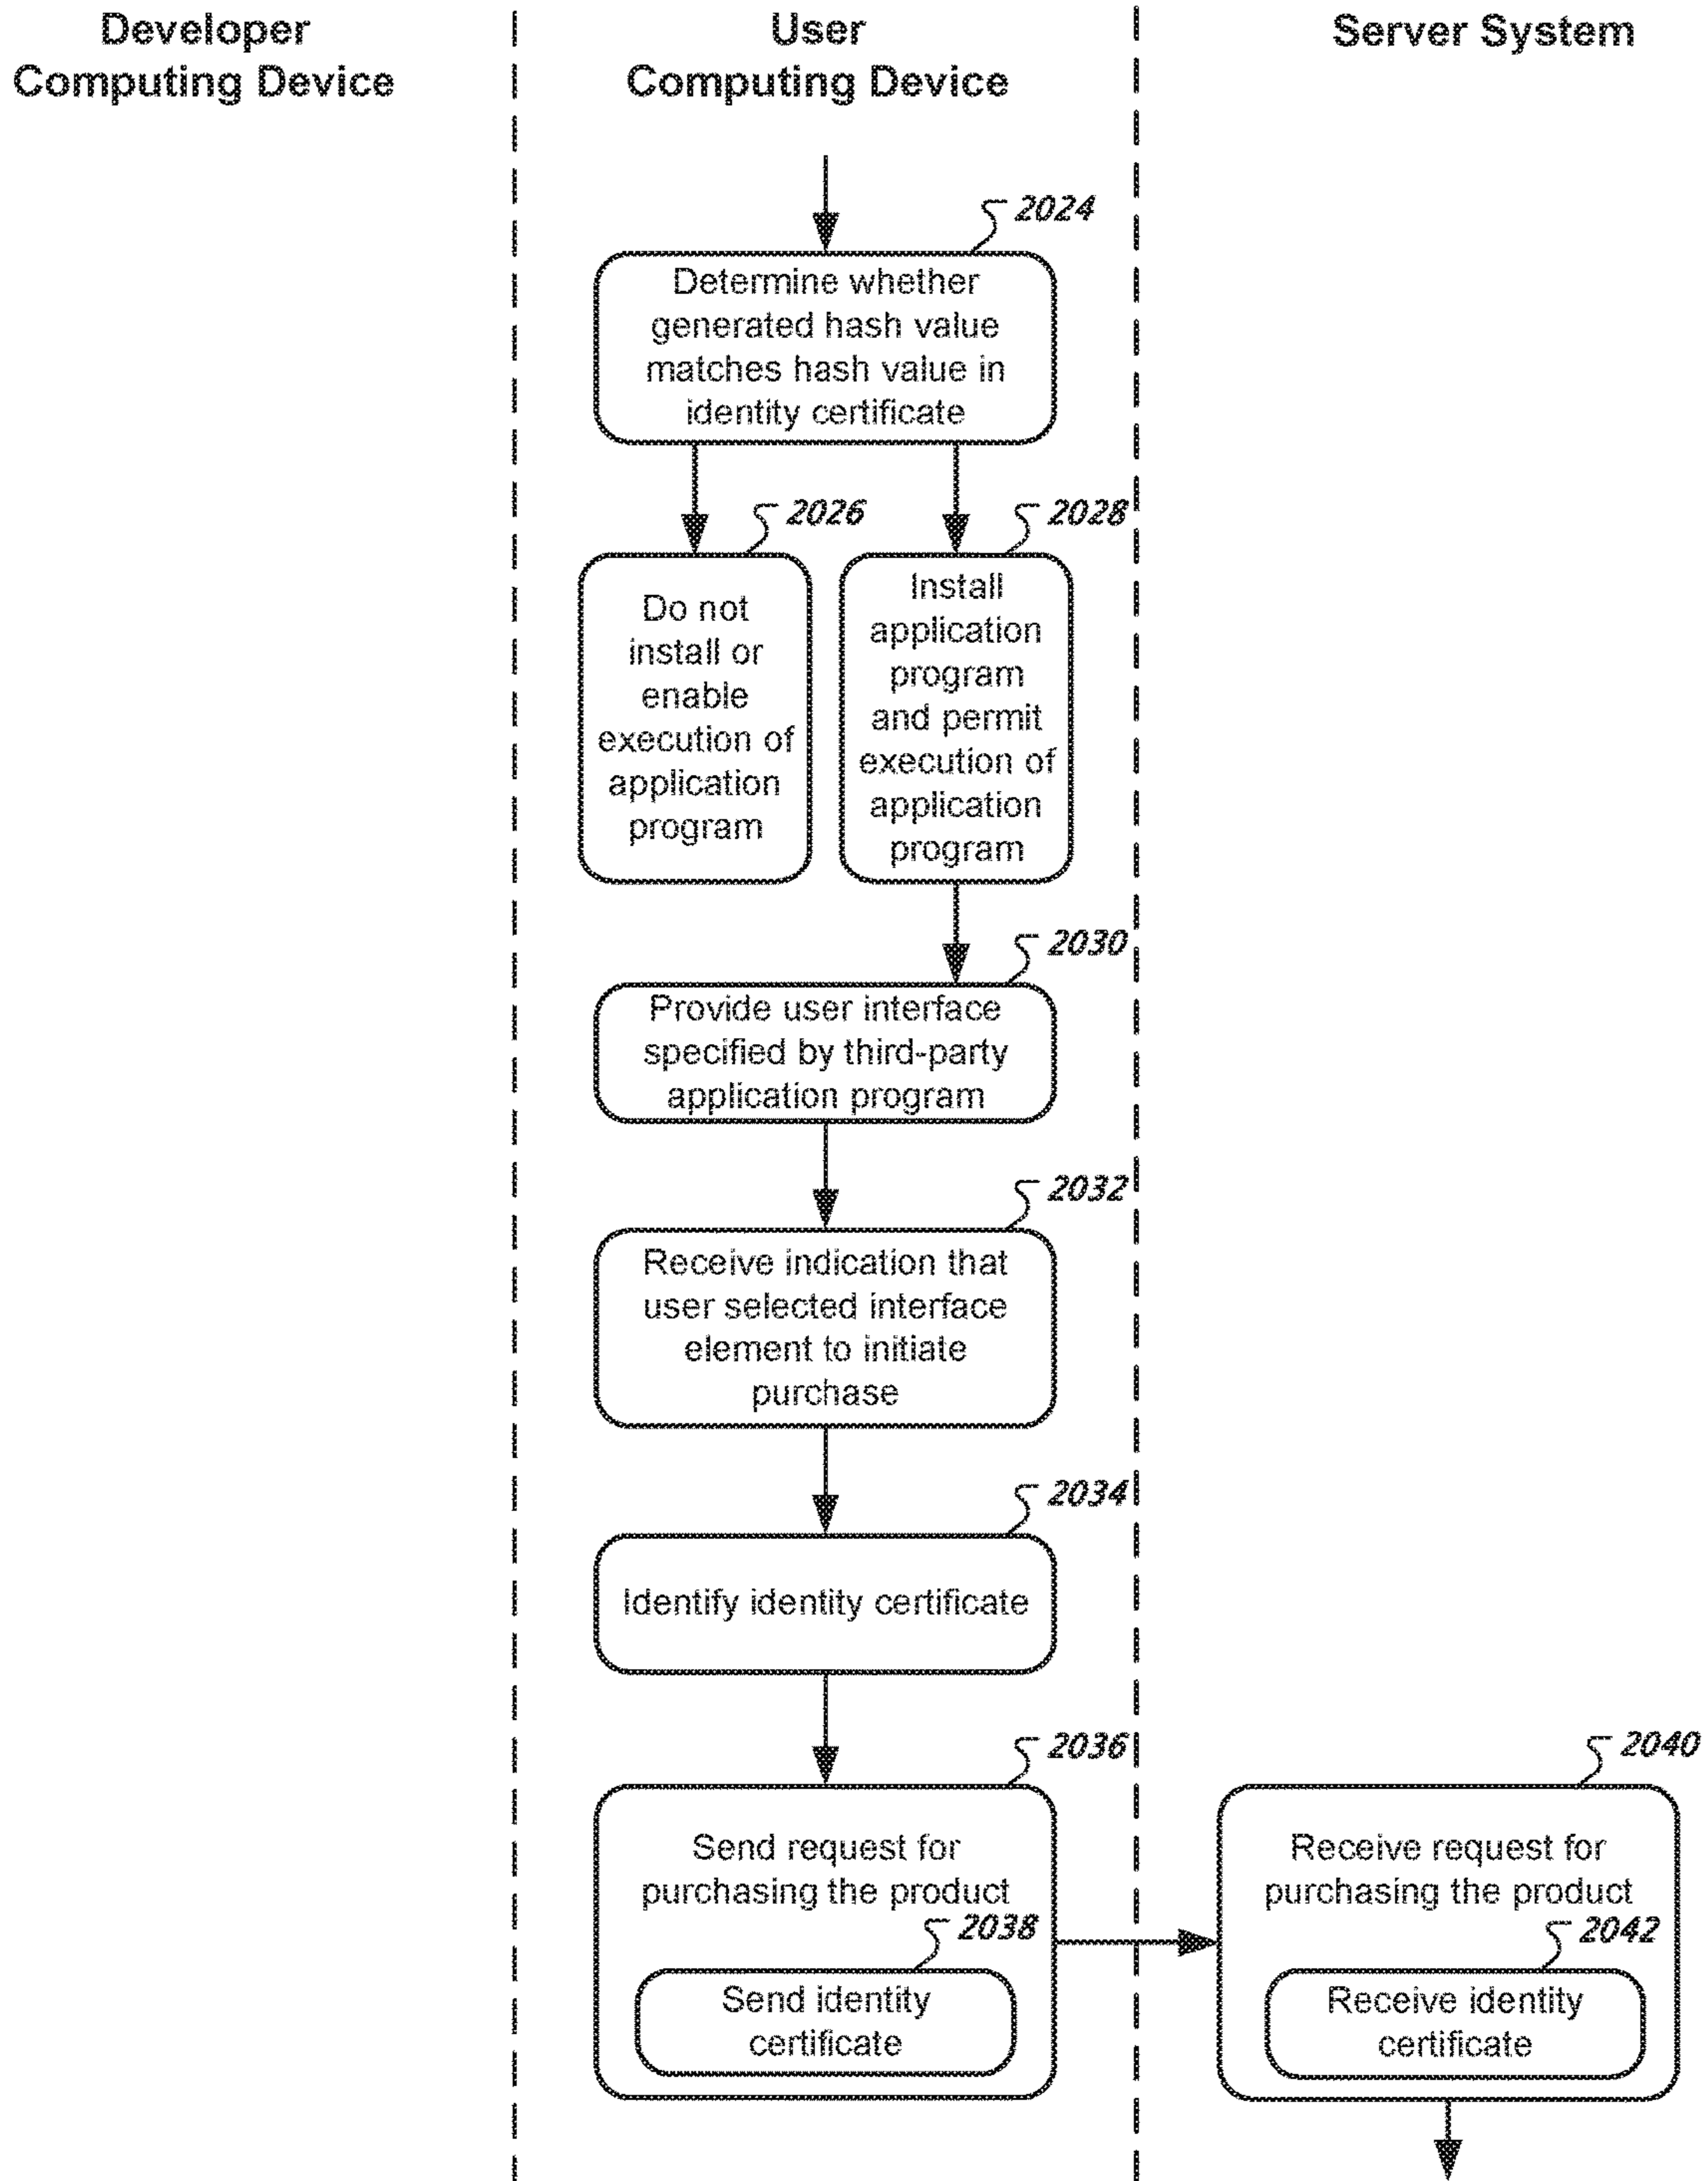 Developer
Computing Device
User
Computing Device
Server System
2024
Determine whether
generated hash value
matches hash value in
identity certificate
2026
Do not
install or
enable
execution of
application
program
2028
Install
application
program
and permit
execution of
application
program
2030
Provide user interface
specified by third-party
application program
2032
Receive indication that
user selected interface
element to initiate
purchase
2034
Identify identity certificate
2036
Send request for
purchasing the product
2038
Send identity
certificate
2040
Receive request for
purchasing the product
2042
Receive identity
certificate